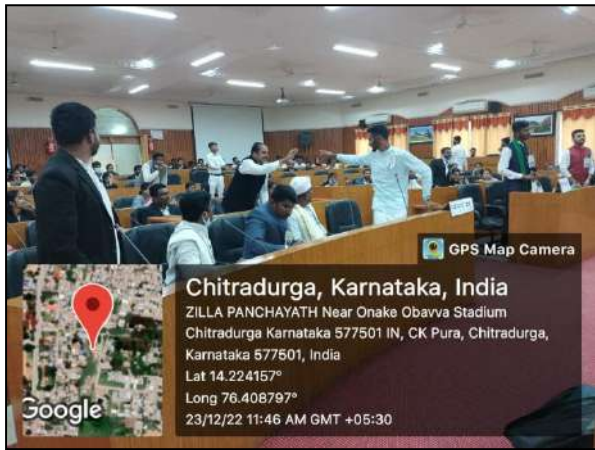 GPS Map Camera
Chitradurga, Karnataka, India
ZILLA PANCHAYATH Near Onake Obavva Stadium
Chitradurga Karnataka 577501 IN, CK Pura, Chitradurga,
Karnataka 577501, India
Lat 14.224157°
Long 76.408797°
23/12/22 11:46 AM GMT +05:30
Google